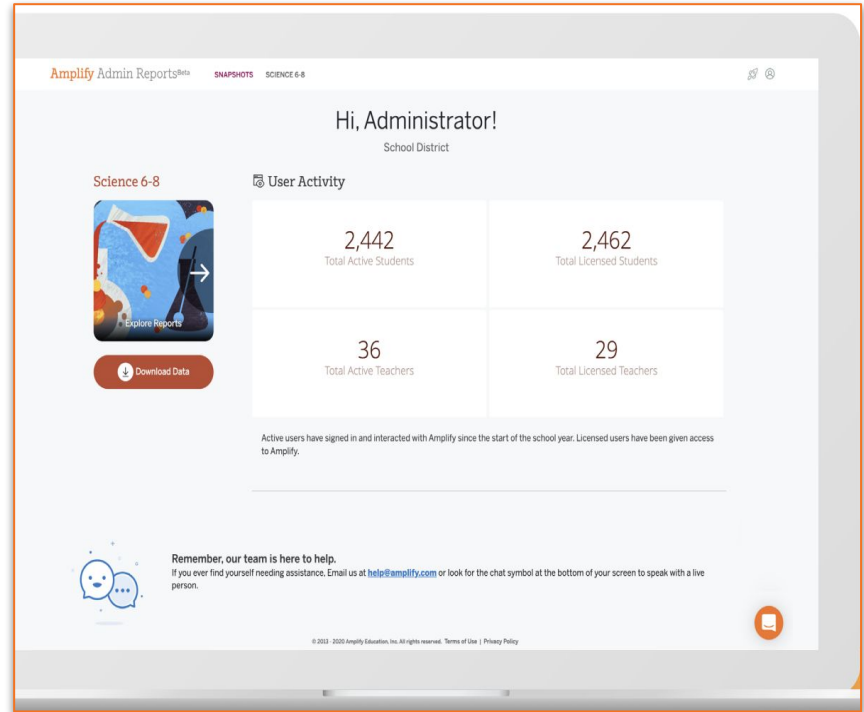 Amplify Admin ReportsBeta SNAPSHOTS SCIENCE 6-8
Hi, Administrator!
School District
Science 6-8
User Activity
2,442
Total Active Students
2,462
Total Licensed Students
Explore Reports
Download Data
36
Total Active Teachers
29
Total Licensed Teachers
Active users have signed in and interacted with Amplify since the start of the school year. Licensed users have been given access
to Amplify.
Remember, our team is here to help.
If you ever find yourself needing assistance, Email us at help@amplify.com or look for the chat symbol at the bottom of your screen to speak with a live
person.
© 2013 - 2020 Amplify Education, Inc. All rights reserved. Terms of Use | Privacy Policy